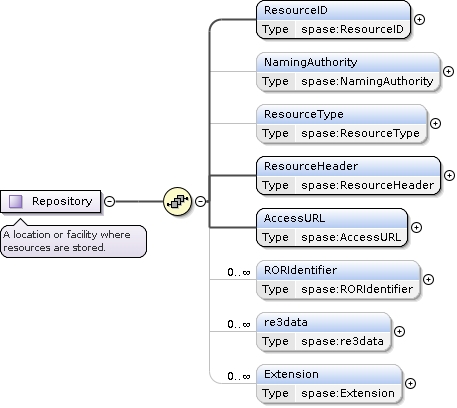 ResourceID
Type spase:ResourceID
NamingAuthority
Type spase:NamingAuthority
ResourceType
Type spase:ResourceType
ResourceHeader
Type spase:ResourceHeader
Repository
A location or facility where
resources are stored.
AccessURL
Type spase:AccessURL
0..∞
RORIdentifier
Type spase:RORIdentifier
0..∞
re3data
Type spase:re3data
0..∞
Extension
Type spase:Extension